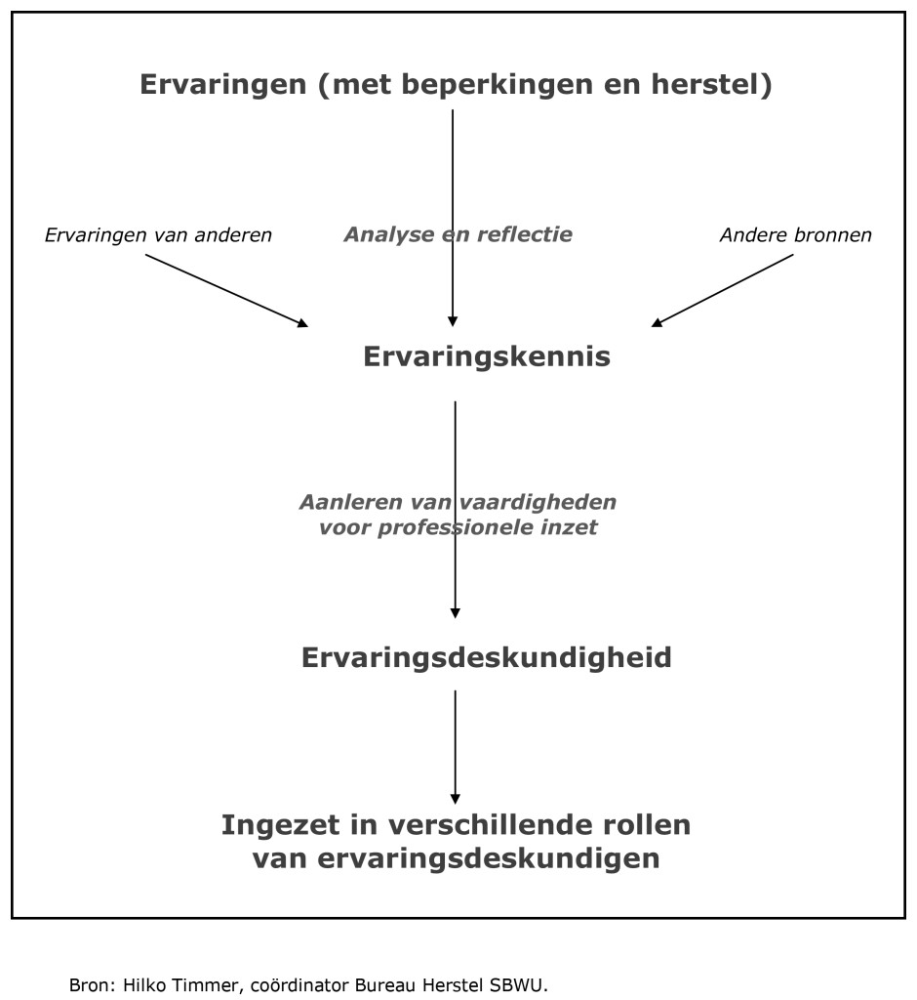 Ervaringen (met beperkingen en herstel)
Ervaringen van anderen
Analyse en reflectie
Andere bronnen
Ervaringskennis
Aanleren van vaardigheden
voor professionele inzet
Ervaringsdeskundigheid
Ingezet in verschillende rollen
van ervaringsdeskundigen
Bron: Hilko Timmer, coördinator Bureau Herstel SBWU.